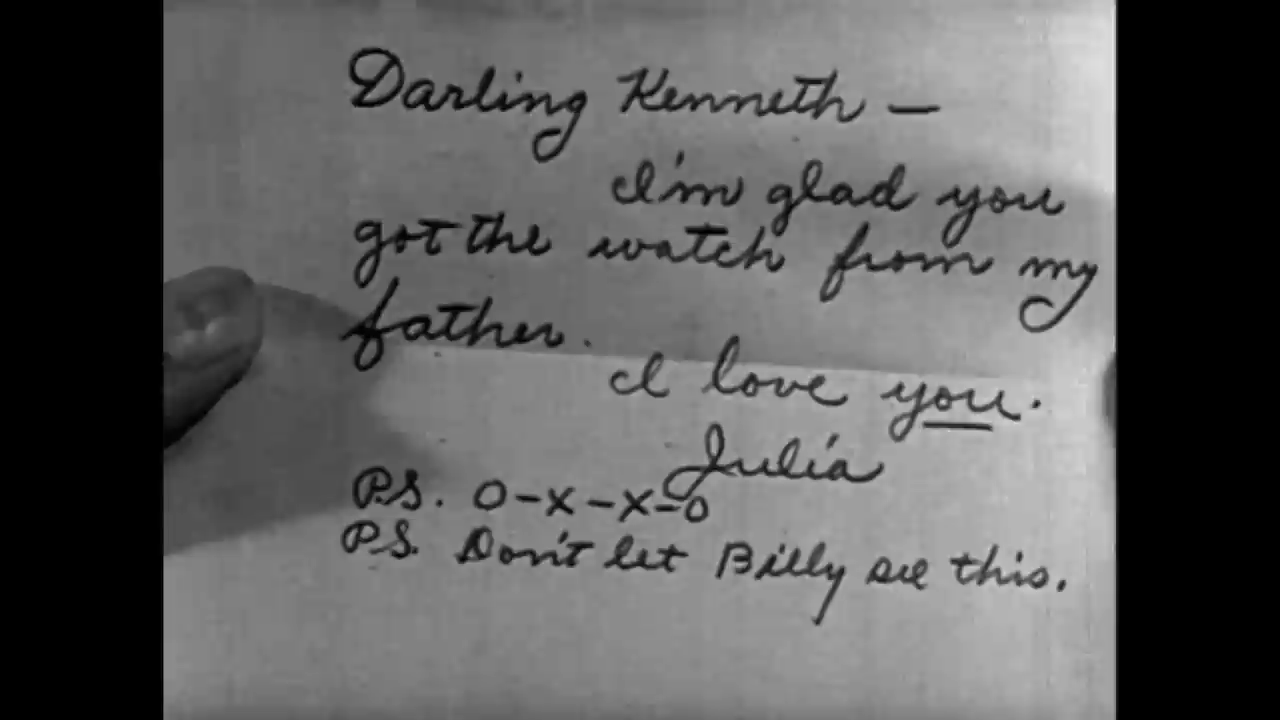 Darling Kenneth —
I'm glad you
got the watch from my
father.
I love you.
Julia
P.S. O-X-X-O
P.S. Don't let Billy see this.